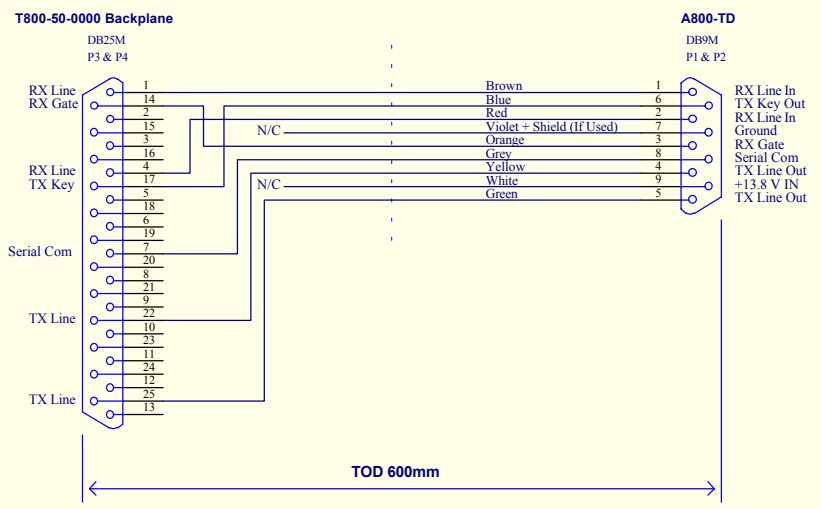 T800-50-0000 Backplane
A800-TD
DB25M
P3 & P4
DB9M
P1 & P2
RX Line 1 Brown 1 RX Line In
RX Gate 14 Blue 6 TX Key Out
2 Red 2 RX Line In
15 N/C Violet + Shield (If Used) 7 Ground
3 Orange 3 RX Gate
16 Grey 8 Serial Com
RX Line 4 Yellow 4 TX Line Out
TX Key 17 N/C White 9 +13.8 V IN
5 Green 5 TX Line Out
18
6
19
Serial Com 7
20
8
21
9
TX Line 22
10
23
11
24
12
TX Line 25
13
TOD 600mm